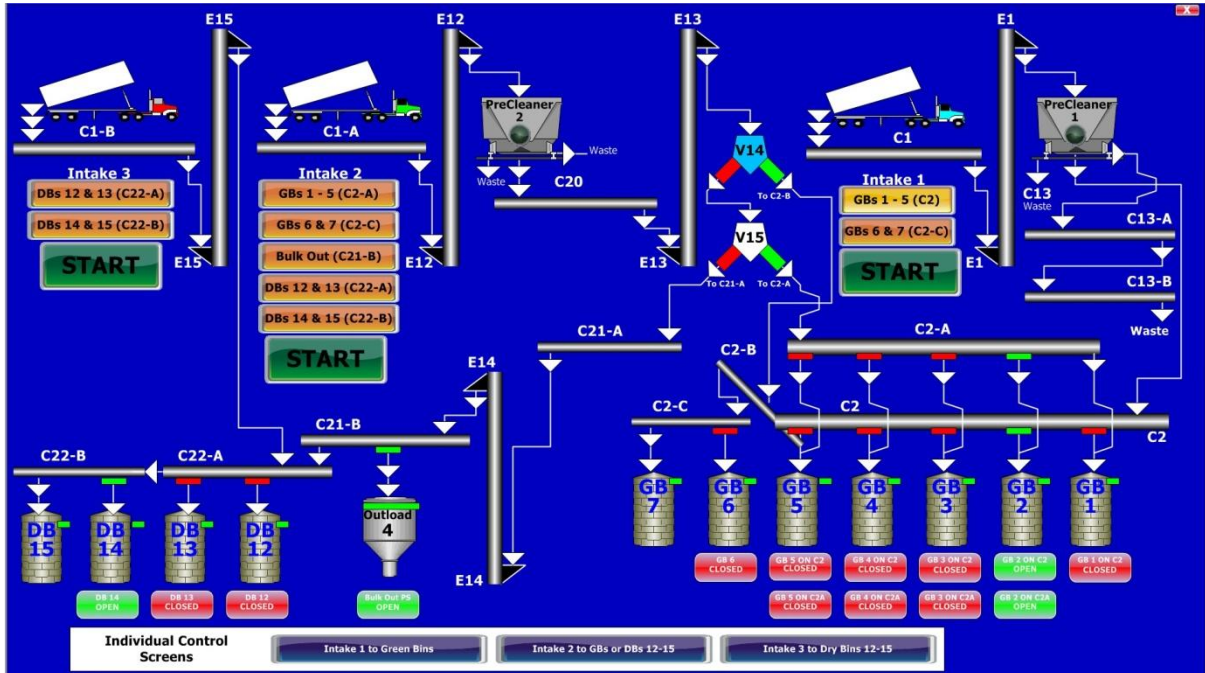 E15
E12
E13
E1
X
C1-B
C1-A
PreCleaner
2
Waste
Waste
C20
V14
To C2-B
V15
To C21-A
To C2-A
C1
PreCleaner
1
C13
Waste
C13-A
C13-B
Waste
Intake 3
DBs 12 & 13 (C22-A)
DBs 14 & 15 (C22-B)
START
E15
Intake 2
GBs 1 - 5 (C2-A)
GBs 6 & 7 (C2-C)
Bulk Out (C21-B)
DBs 12 & 13 (C22-A)
DBs 14 & 15 (C22-B)
START
E12
E13
Intake 1
GBs 1 - 5 (C2)
GBs 6 & 7 (C2-C)
START
E1
C21-A
C2-B
C2-A
E14
C2-C
C2
C2
C21-B
C22-B
C22-A
E14
DB
15
DB
14
DB
13
DB
12
Outload
4
GB
7
GB
6
GB
5
GB
4
GB
3
GB
2
GB
1
DB 14
OPEN
DB 13
CLOSED
DB 12
CLOSED
Bulk Out PS
OPEN
GB 6
CLOSED
GB 5 ON C2
CLOSED
GB 4 ON C2
CLOSED
GB 3 ON C2
CLOSED
GB 2 ON C2
OPEN
GB 1 ON C2
CLOSED
GB 5 ON C2A
CLOSED
GB 4 ON C2A
CLOSED
GB 3 ON C2A
CLOSED
GB 2 ON C2A
OPEN
Individual Control
Screens
Intake 1 to Green Bins
Intake 2 to GBs or DBs 12-15
Intake 3 to Dry Bins 12-15